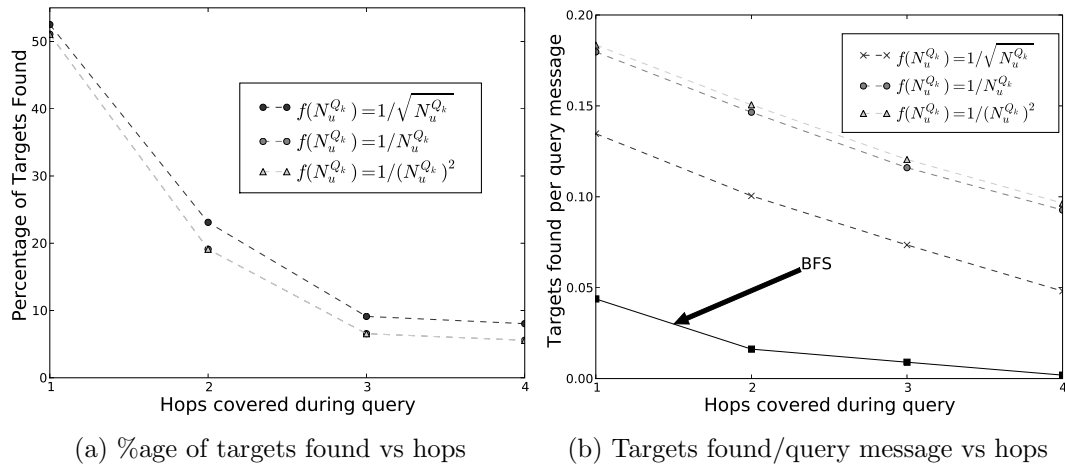 Percentage of Targets Found
50
40
30
20
10
0
1 2 3 4
Hops covered during query
f(N_u^{Q_k})=1/\sqrt{N_u^{Q_k}}
f(N_u^{Q_k})=1/N_u^{Q_k}
f(N_u^{Q_k})=1/(N_u^{Q_k})^2
(a) %age of targets found vs hops
Targets found per query message
0.20
0.15
0.10
0.05
0.00
1 2 3 4
Hops covered during query
f(N_u^{Q_k})=1/\sqrt{N_u^{Q_k}}
f(N_u^{Q_k})=1/N_u^{Q_k}
f(N_u^{Q_k})=1/(N_u^{Q_k})^2
BFS
(b) Targets found/query message vs hops